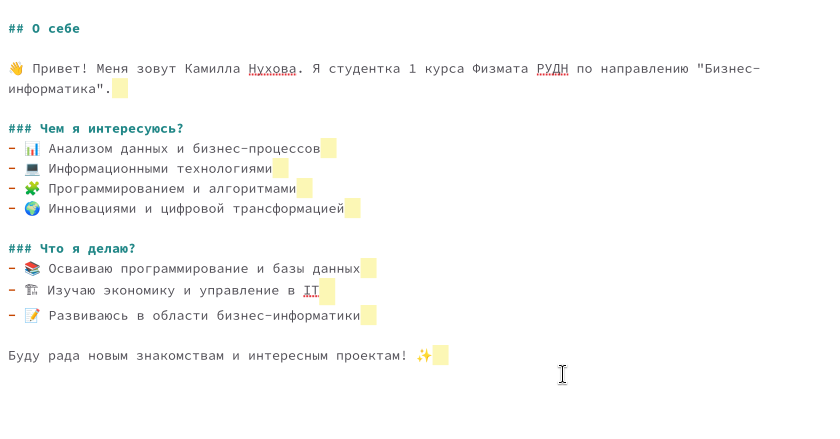 ## О себе
👋 Привет! Меня зовут Камилла Нухова. Я студентка 1 курса Физмата РУДН по направлению "Бизнес-
информатика".
### Чем я интересуюсь?
- 📊 Анализом данных и бизнес-процессов
- 💻 Информационными технологиями
- 🧩 Программированием и алгоритмами
- 🌍 Инновациями и цифровой трансформацией
### Что я делаю?
- 📚 Осваиваю программирование и базы данных
- 🏗 Изучаю экономику и управление в IT
- 📝 Развиваюсь в области бизнес-информатики
Буду рада новым знакомствам и интересным проектам! ✨